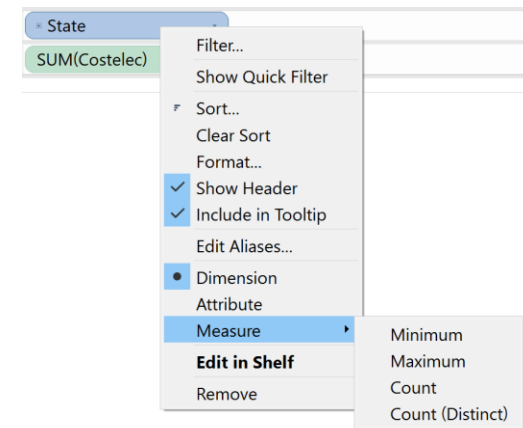 State
SUM(Costelec)
Filter...
Show Quick Filter
Sort...
Clear Sort
Format...
Show Header
Include in Tooltip
Edit Aliases...
Dimension
Attribute
Measure
Edit in Shelf
Remove
Minimum
Maximum
Count
Count (Distinct)